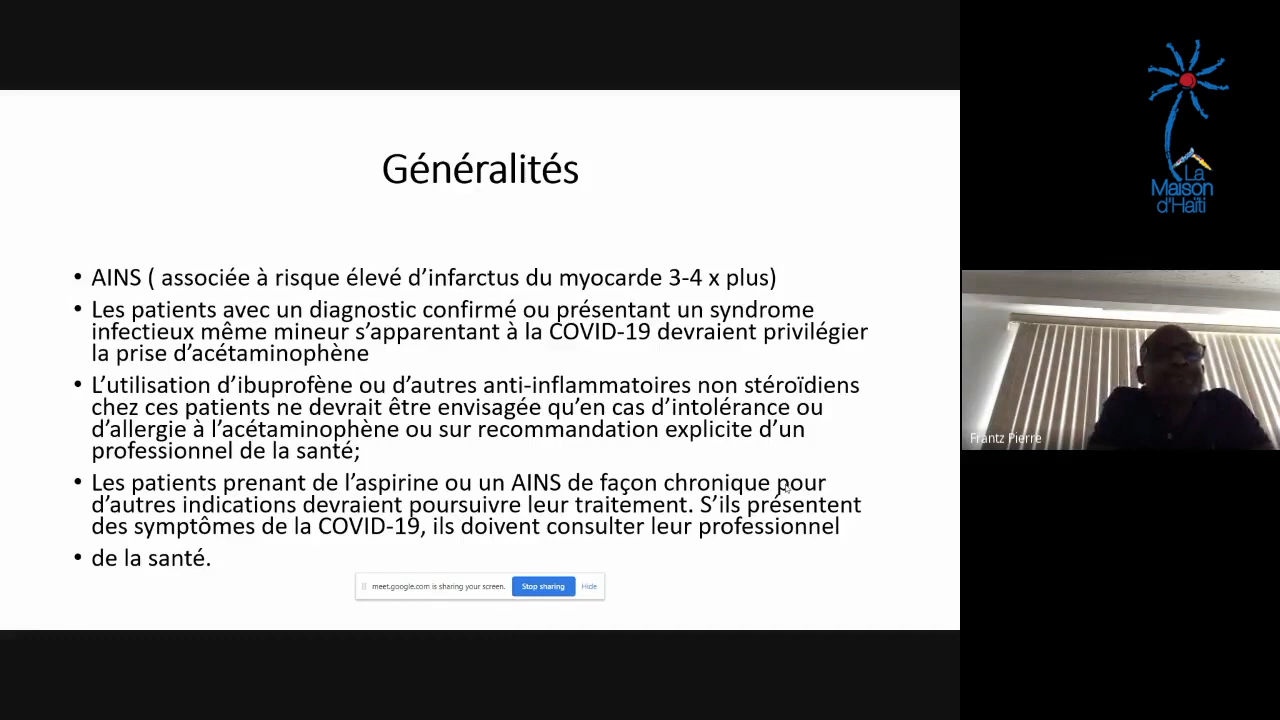 Généralités
• AINS ( associée à risque élevé d’infarctus du myocarde 3-4 x plus)
• Les patients avec un diagnostic confirmé ou présentant un syndrome
infectieux même mineur s’apparentant à la COVID-19 devraient privilégier
la prise d’acétaminophène
• L’utilisation d’ibuprofène ou d’autres anti-inflammatoires non stéroïdiens
chez ces patients ne devrait être envisagée qu’en cas d’intolérance ou
d’allergie à l’acétaminophène ou sur recommandation explicite d’un
professionnel de la santé;
• Les patients prenant de l’aspirine ou un AINS de façon chronique pour
d’autres indications devraient poursuivre leur traitement. S’ils présentent
des symptômes de la COVID-19, ils doivent consulter leur professionnel
• de la santé.
meet.google.com is sharing your screen. Stop sharing Hide
La
Maison
d'Haïti
Frantz Pierre